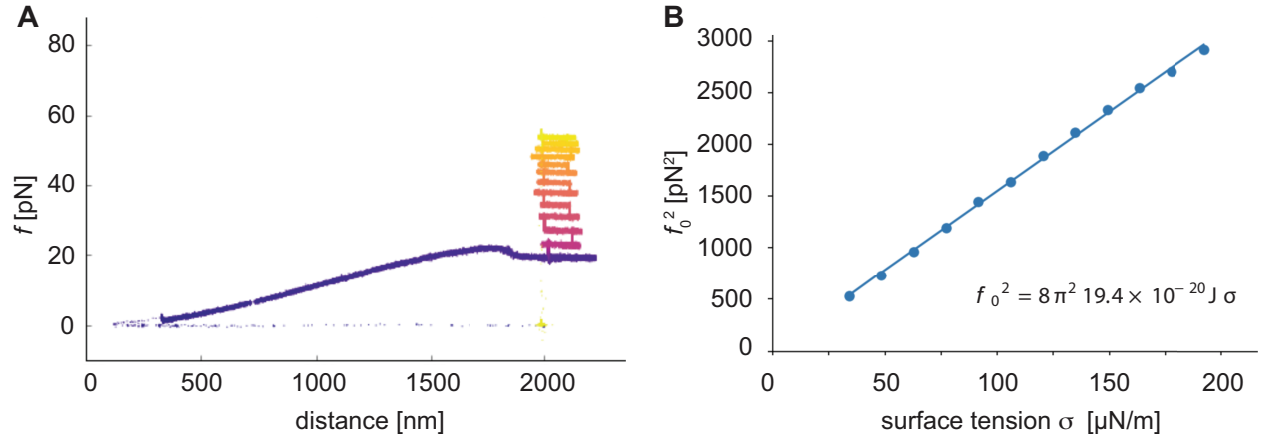 A
f [pN]
80
60
40
20
0
0 500 1000 1500 2000
distance [nm]
B
f₀² [pN²]
3000
2500
2000
1500
1000
500
0
f₀² = 8 π² 19.4 × 10⁻²⁰ J σ
0 50 100 150 200
surface tension σ [µN/m]